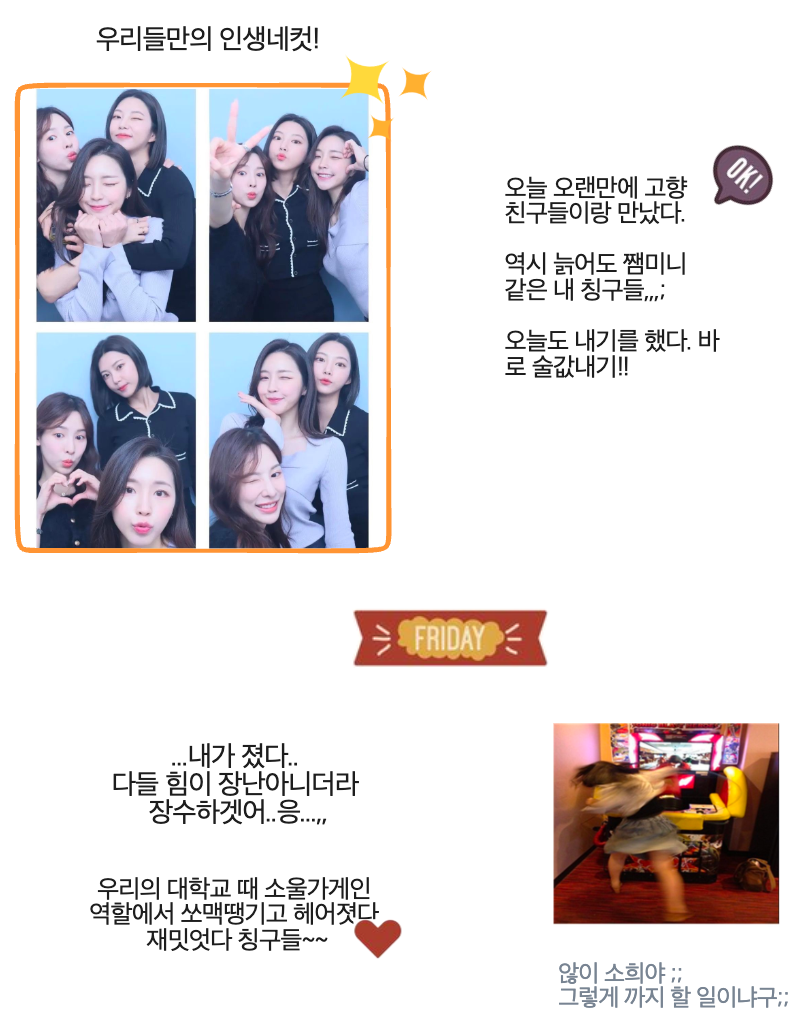 우리들만의 인생네컷!
오늘 오랜만에 고향
친구들이랑 만났다.
OK!
역시 늙어도 쨈미니
같은 내 칭구들,,,;
오늘도 내기를 했다. 바
로 술값내기!!
FRIDAY
...내가 졌다..
다들 힘이 장난아니더라
장수하겟어..응...,,
우리의 대학교 때 소울가게인
역할에서 쏘맥땡기고 헤어졋다
재밋엇다 칭구들~~
않이 소희야 ;;
그렇게 까지 할 일이냐구;;